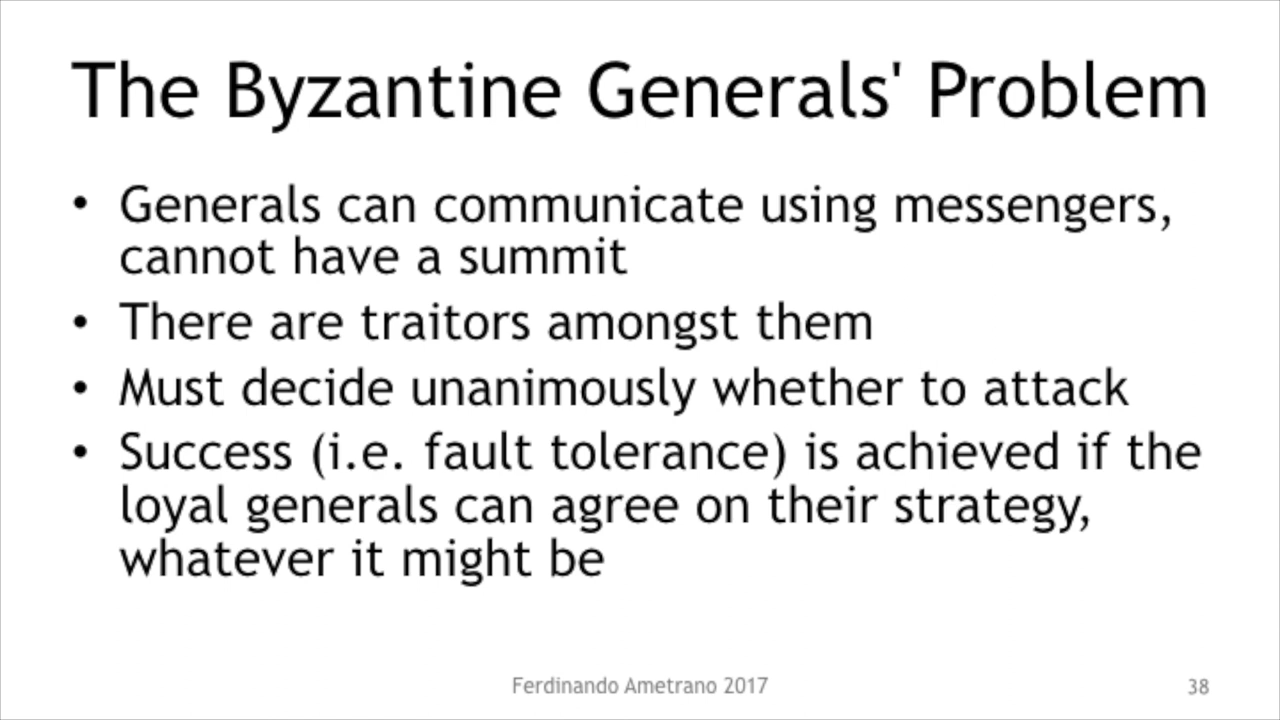 The Byzantine Generals' Problem
• Generals can communicate using messengers,
cannot have a summit
• There are traitors amongst them
• Must decide unanimously whether to attack
• Success (i.e. fault tolerance) is achieved if the
loyal generals can agree on their strategy,
whatever it might be
Ferdinando Ametrano 2017
38